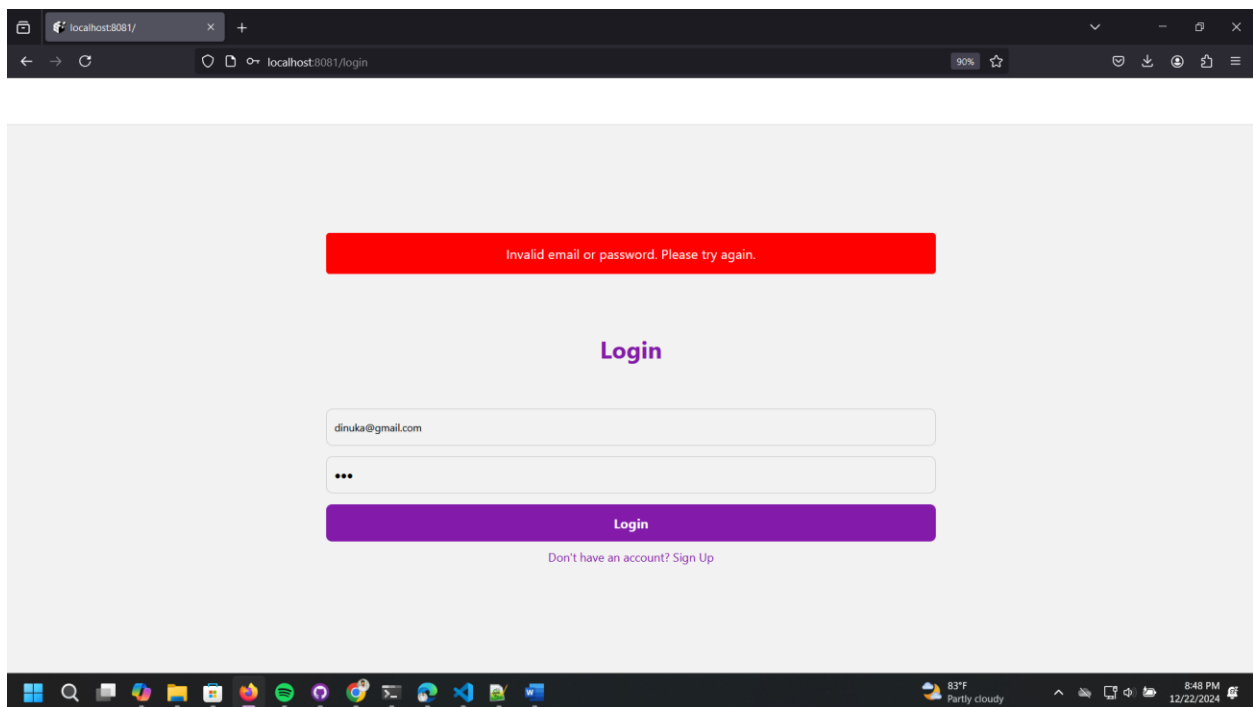 localhost:8081/
localhost:8081/login
90%
Invalid email or password. Please try again.
Login
dinuka@gmail.com
•••
Login
Don't have an account? Sign Up
83°F
Partly cloudy
8:48 PM
12/22/2024